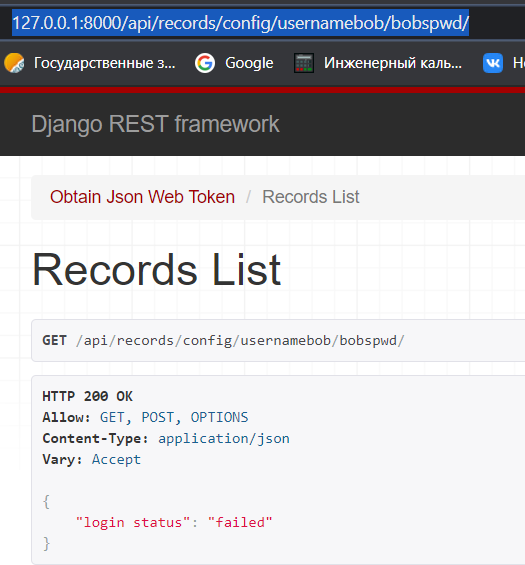 127.0.0.1:8000/api/records/config/usernamebob/bobspwd/
Государственные з... Google Инженерный каль...
Django REST framework
Obtain Json Web Token / Records List
Records List
GET /api/records/config/usernamebob/bobspwd/
HTTP 200 OK
Allow: GET, POST, OPTIONS
Content-Type: application/json
Vary: Accept
{
"login status": "failed"
}